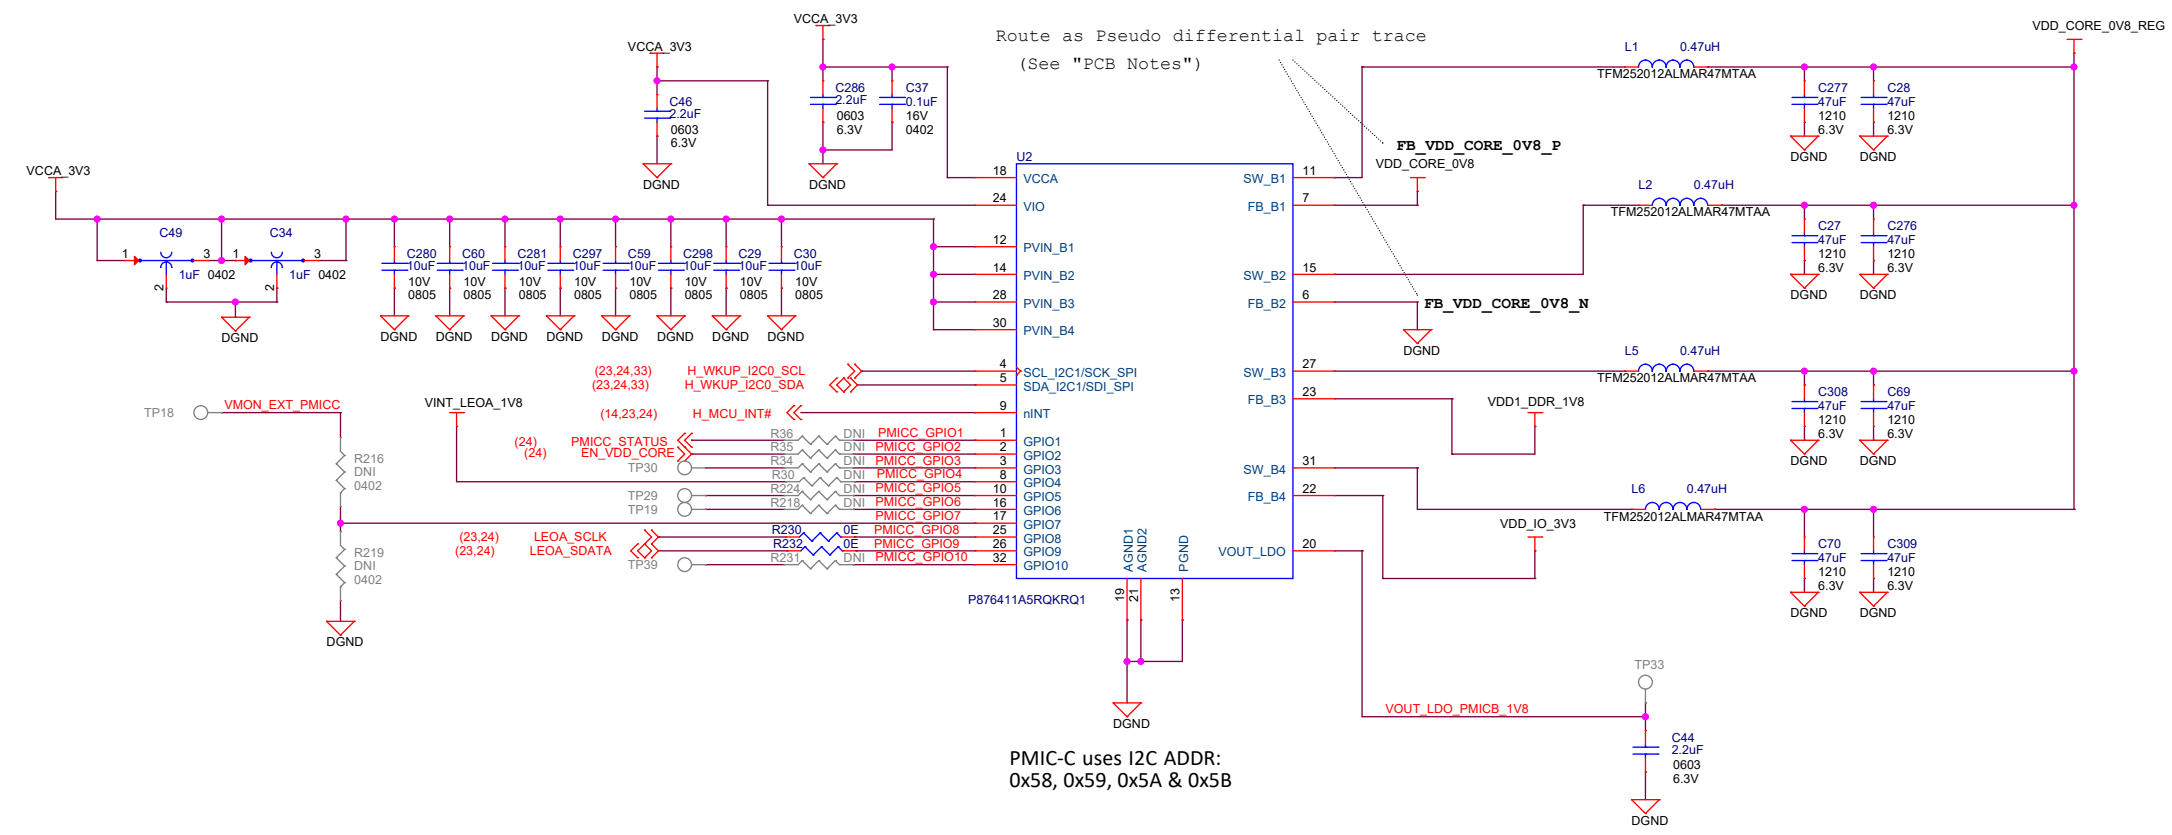 VCCA_3V3
VCCA_3V3
VDD_CORE_0V8_REG
Route as Pseudo differential pair trace
(See "PCB Notes")
L1 0.47uH
TFM252012ALMAR47MTAA
C46
2.2uF
0603
6.3V
DGND
C286
2.2uF
0603
6.3V
C37
0.1uF
16V
0402
DGND
C277
47uF
1210
6.3V
DGND
C28
47uF
1210
6.3V
DGND
FB_VDD_CORE_0V8_P
VDD_CORE_0V8
VCCA_3V3
U2
18 VCCA
24 VIO
12 PVIN_B1
14 PVIN_B2
28 PVIN_B3
30 PVIN_B4
4 SCL_I2C1/SCK_SPI
5 SDA_I2C1/SDI_SPI
9 nINT
1 GPIO1
2 GPIO2
3 GPIO3
8 GPIO4
10 GPIO5
16 GPIO6
17 GPIO7
25 GPIO8
26 GPIO9
32 GPIO10
SW_B1 11
FB_B1 7
SW_B2 15
FB_B2 6
SW_B3 27
FB_B3 23
SW_B4 31
FB_B4 22
VOUT_LDO 20
AGND1 19
AGND2 21
PGND 13
P876411A5RQKRQ1
DGND
L2 0.47uH
TFM252012ALMAR47MTAA
C27
47uF
1210
6.3V
DGND
C276
47uF
1210
6.3V
DGND
C49
1 3
1uF 0402
2
C34
1 3
1uF 0402
2
DGND
C280
10uF
10V
0805
DGND
C60
10uF
10V
0805
DGND
C281
10uF
10V
0805
DGND
C297
10uF
10V
0805
DGND
C59
10uF
10V
0805
DGND
C298
10uF
10V
0805
DGND
C29
10uF
10V
0805
DGND
C30
10uF
10V
0805
DGND
FB_VDD_CORE_0V8_N
DGND
L5 0.47uH
TFM252012ALMAR47MTAA
C308
47uF
1210
6.3V
DGND
C69
47uF
1210
6.3V
DGND
VDD1_DDR_1V8
(23,24,33) H_WKUP_I2C0_SCL
(23,24,33) H_WKUP_I2C0_SDA
(14,23,24) H_MCU_INT#
TP18 VMON_EXT_PMICC
VINT_LEOA_1V8
(24) PMICC_STATUS R36 DNI PMICC_GPIO1
(24) EN_VDD_CORE R35 DNI PMICC_GPIO2
TP30 R34 DNI PMICC_GPIO3
R30 DNI PMICC_GPIO4
TP29 R224 DNI PMICC_GPIO5
TP19 R218 DNI PMICC_GPIO6
PMICC_GPIO7
(23,24) LEOA_SCLK R230 0E PMICC_GPIO8
(23,24) LEOA_SDATA R232 0E PMICC_GPIO9
TP39 R231 DNI PMICC_GPIO10
R216
DNI
0402
R219
DNI
0402
DGND
L6 0.47uH
TFM252012ALMAR47MTAA
VDD_IO_3V3
C70
47uF
1210
6.3V
DGND
C309
47uF
1210
6.3V
DGND
TP33
VOUT_LDO_PMICB_1V8
C44
2.2uF
0603
6.3V
DGND
PMIC-C uses I2C ADDR:
0x58, 0x59, 0x5A & 0x5B